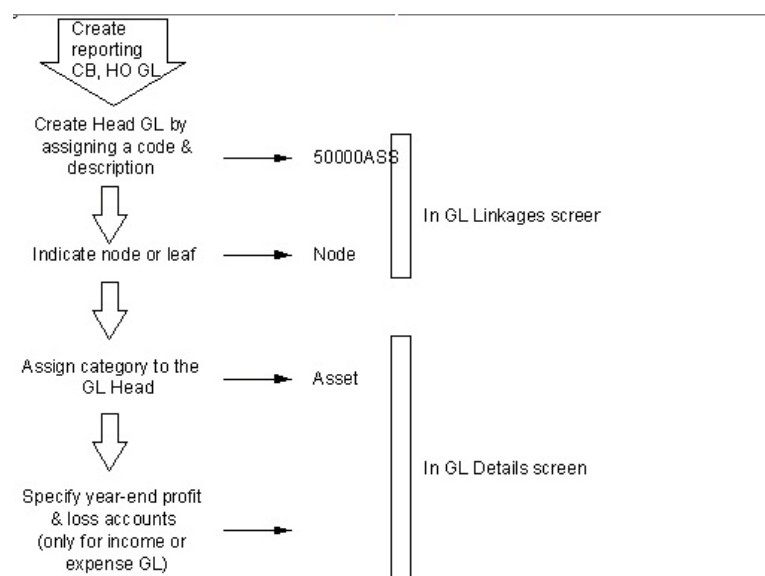 Create
reporting
CB, HO GL
Create Head GL by
assigning a code &
description
50000ASS
In GL Linkages screer
Indicate node or leaf
Node
Assign category to the
GL Head
Asset
In GL Details screen
Specify year-end profit
& loss accounts
(only for income or
expense GL)